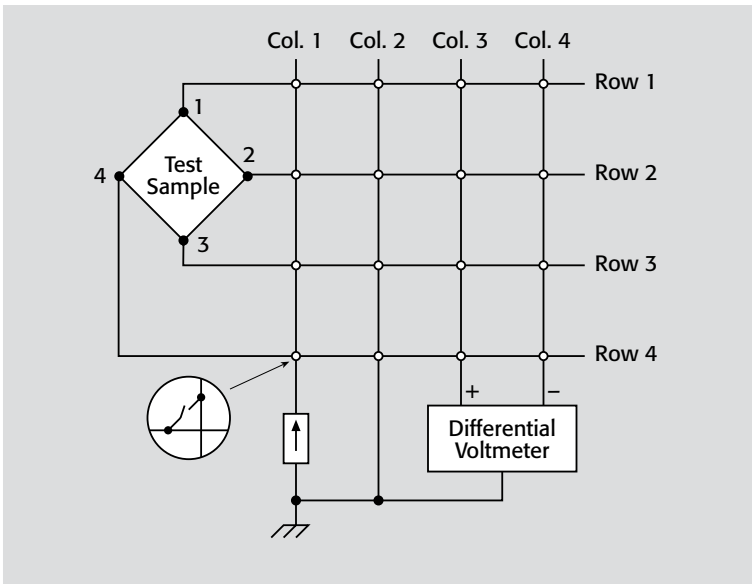 Col. 1 Col. 2 Col. 3 Col. 4
Row 1
1
Test
Sample
2
4
Row 2
3
Row 3
Row 4
+ −
Differential
Voltmeter